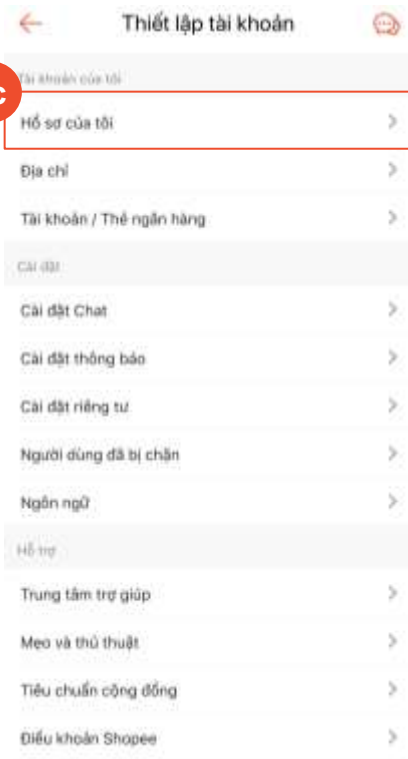 Thiết lập tài khoản
Tài khoản của tôi
c
Hồ sơ của tôi
Địa chỉ
Tài khoản / Thẻ ngân hàng
Cài đặt
Cài đặt Chat
Cài đặt thông báo
Cài đặt riêng tư
Người dùng đã bị chặn
Ngôn ngữ
Hỗ trợ
Trung tâm trợ giúp
Mẹo và thủ thuật
Tiêu chuẩn cộng đồng
Điều khoản Shopee